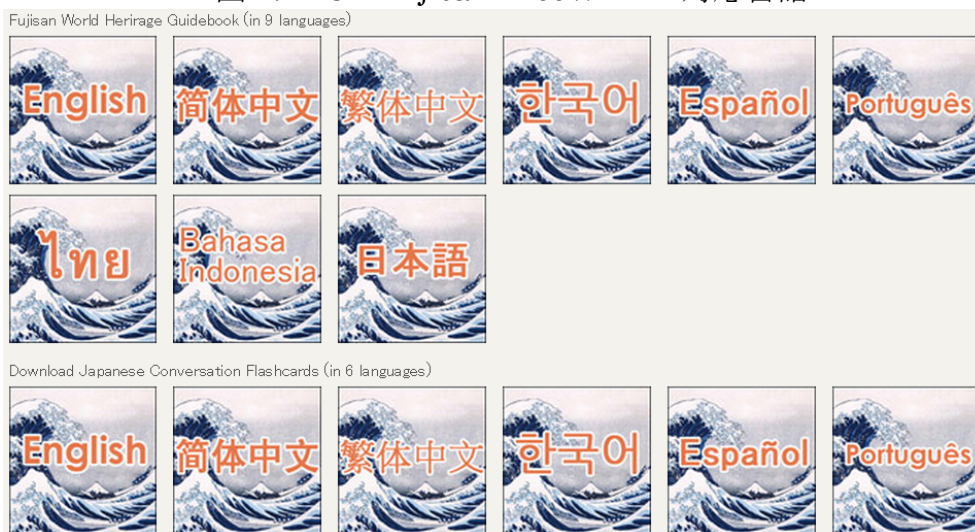 Fujisan World Herirage Guidebook (in 9 languages)
English 简体中文 繁体中文 한국어 Español Português
ไทย Bahasa Indonesia 日本語
Download Japanese Conversation Flashcards (in 6 languages)
English 简体中文 繁体中文 한국어 Español Português